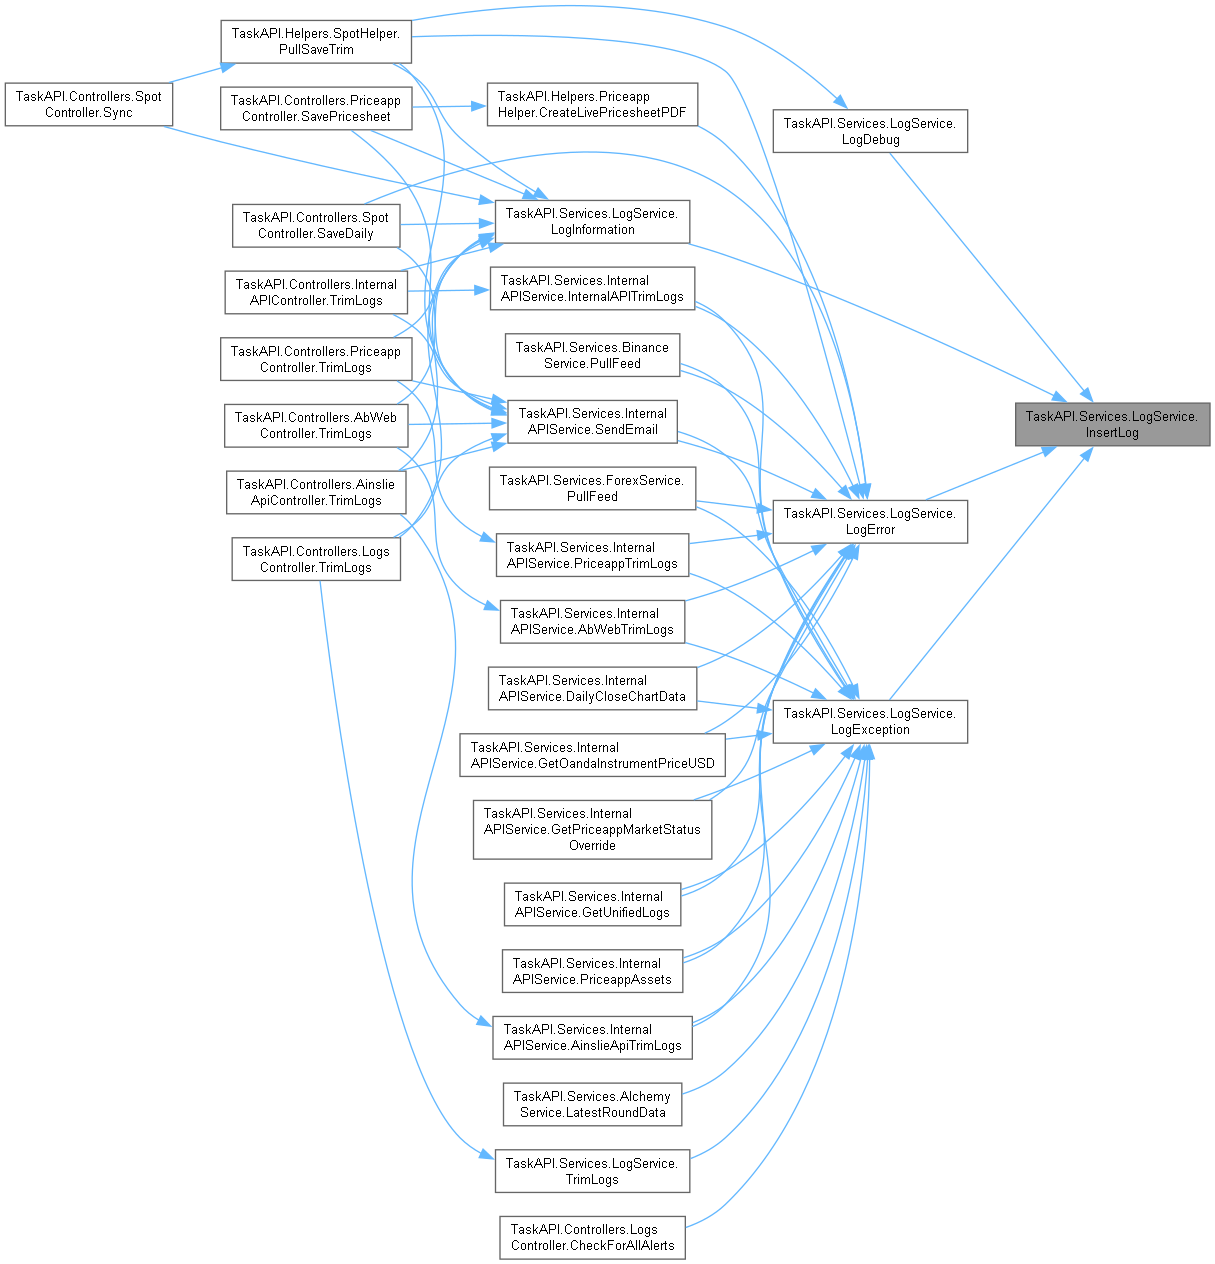 TaskAPI.Helpers.SpotHelper.
PullSaveTrim
TaskAPI.Controllers.Spot
Controller.Sync
TaskAPI.Controllers.Priceapp
Controller.SavePricesheet
TaskAPI.Helpers.Priceapp
Helper.CreateLivePricesheetPDF
TaskAPI.Services.LogService.
LogDebug
TaskAPI.Controllers.Spot
Controller.SaveDaily
TaskAPI.Services.LogService.
LogInformation
TaskAPI.Controllers.Internal
APIController.TrimLogs
TaskAPI.Services.Internal
APIService.InternalAPITrimLogs
TaskAPI.Controllers.Priceapp
Controller.TrimLogs
TaskAPI.Services.Binance
Service.PullFeed
TaskAPI.Controllers.AbWeb
Controller.TrimLogs
TaskAPI.Services.Internal
APIService.SendEmail
TaskAPI.Services.LogService.
InsertLog
TaskAPI.Controllers.Ainslie
ApiController.TrimLogs
TaskAPI.Services.ForexService.
PullFeed
TaskAPI.Services.LogService.
LogError
TaskAPI.Controllers.Logs
Controller.TrimLogs
TaskAPI.Services.Internal
APIService.PriceappTrimLogs
TaskAPI.Services.Internal
APIService.AbWebTrimLogs
TaskAPI.Services.Internal
APIService.DailyCloseChartData
TaskAPI.Services.LogService.
LogException
TaskAPI.Services.Internal
APIService.GetOandaInstrumentPriceUSD
TaskAPI.Services.Internal
APIService.GetPriceappMarketStatus
Override
TaskAPI.Services.Internal
APIService.GetUnifiedLogs
TaskAPI.Services.Internal
APIService.PriceappAssets
TaskAPI.Services.Internal
APIService.AinslieApiTrimLogs
TaskAPI.Services.Alchemy
Service.LatestRoundData
TaskAPI.Services.LogService.
TrimLogs
TaskAPI.Controllers.Logs
Controller.CheckForAllAlerts